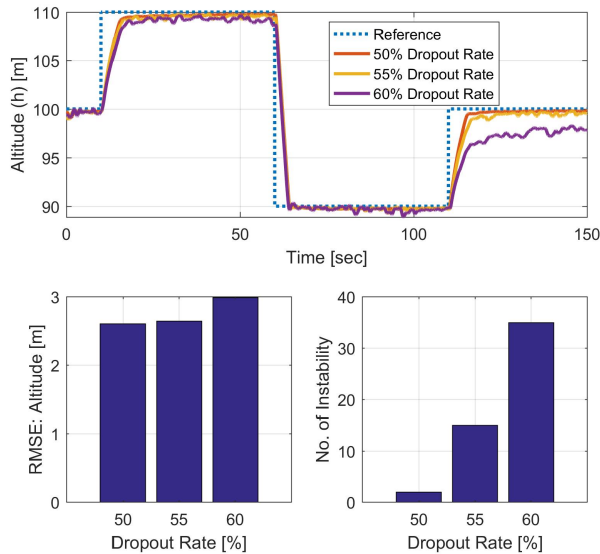 110
105
100
95
90
Altitude (h) [m]
Reference
50% Dropout Rate
55% Dropout Rate
60% Dropout Rate
0
50
100
150
Time [sec]
3
2
1
0
RMSE: Altitude [m]
50
55
60
Dropout Rate [%]
40
30
20
10
0
No. of Instability
50
55
60
Dropout Rate [%]